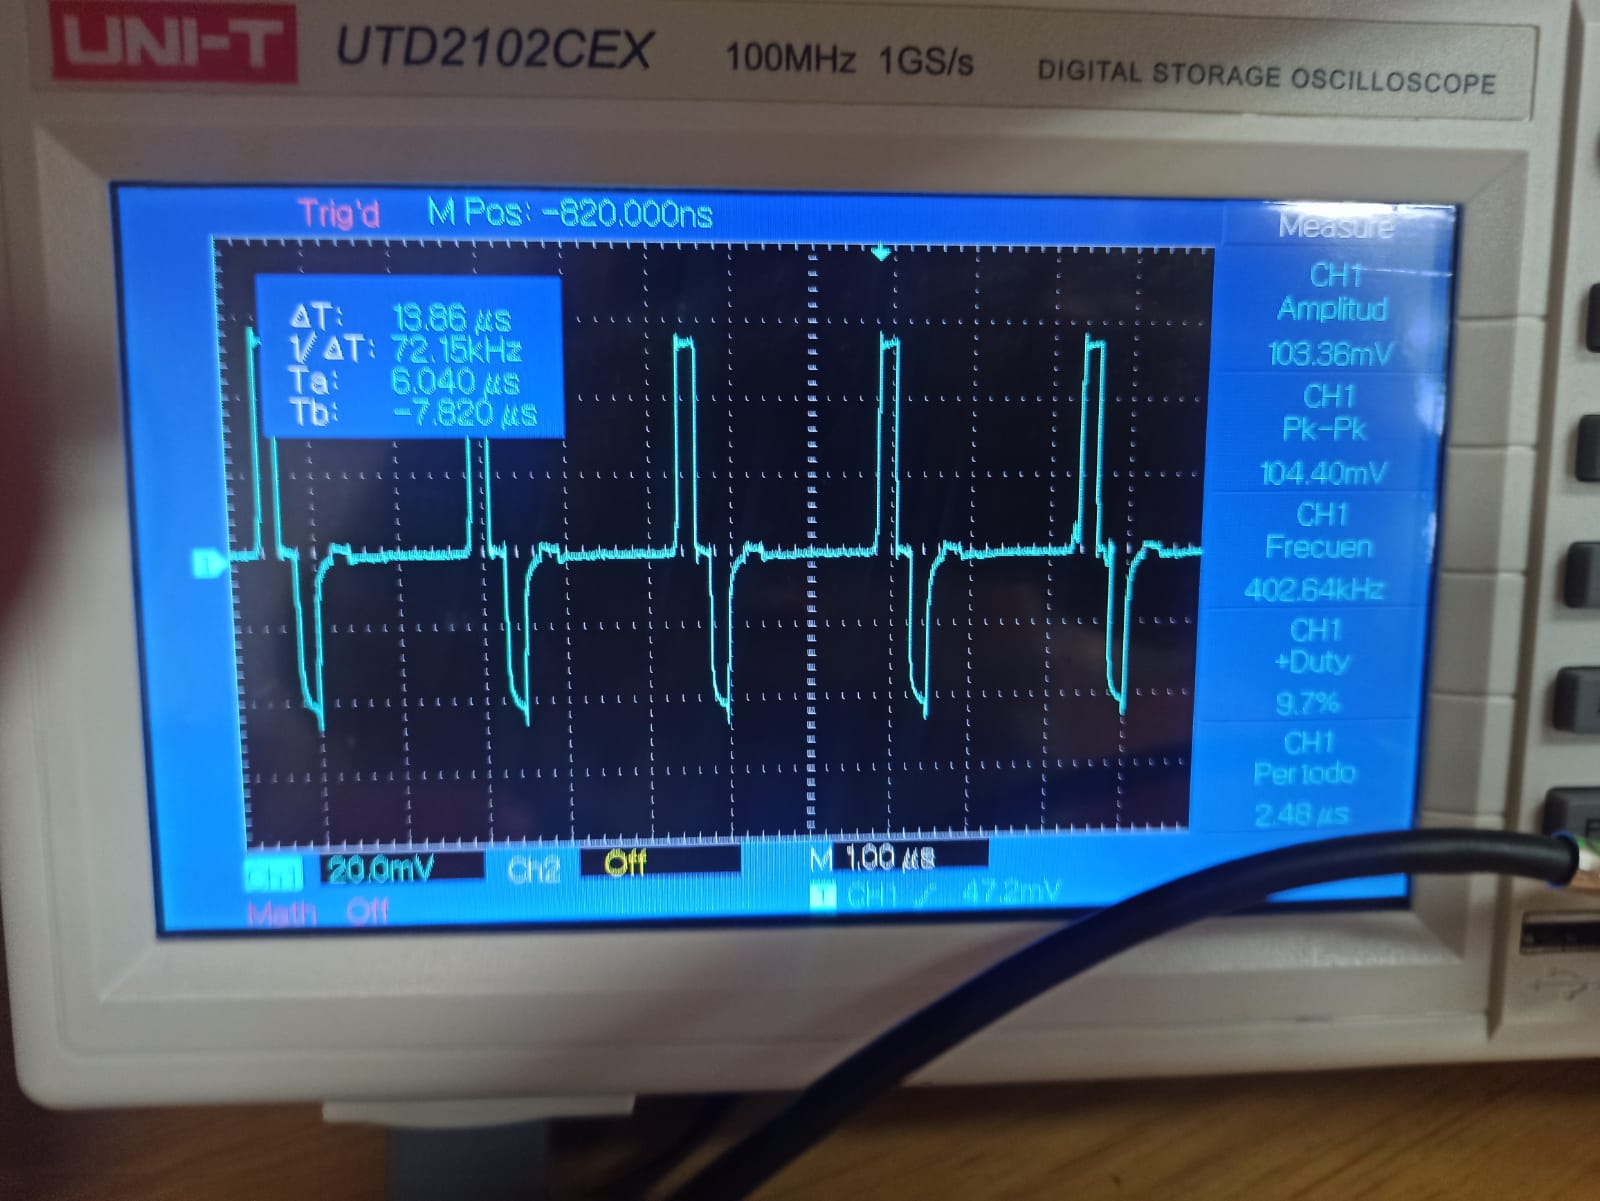 UNI-T UTD2102CEX 100MHz 1GS/s DIGITAL STORAGE OSCILLOSCOPE
Trig'd M Pos: -820.000ns
Measure
ΔT: 13.86 μs
1/ΔT: 72.15kHz
Ta: 6.040 μs
Tb: -7.820 μs
CH1
Amplitud
103.36mV
CH1
Pk-Pk
104.40mV
CH1
Frecuen
402.64kHz
CH1
+Duty
9.7%
CH1
Periodo
2.48 μs
1
Ch1 20.0mV Ch2 Off M 1.00 μs
Math Off
T CH1 47.2mV